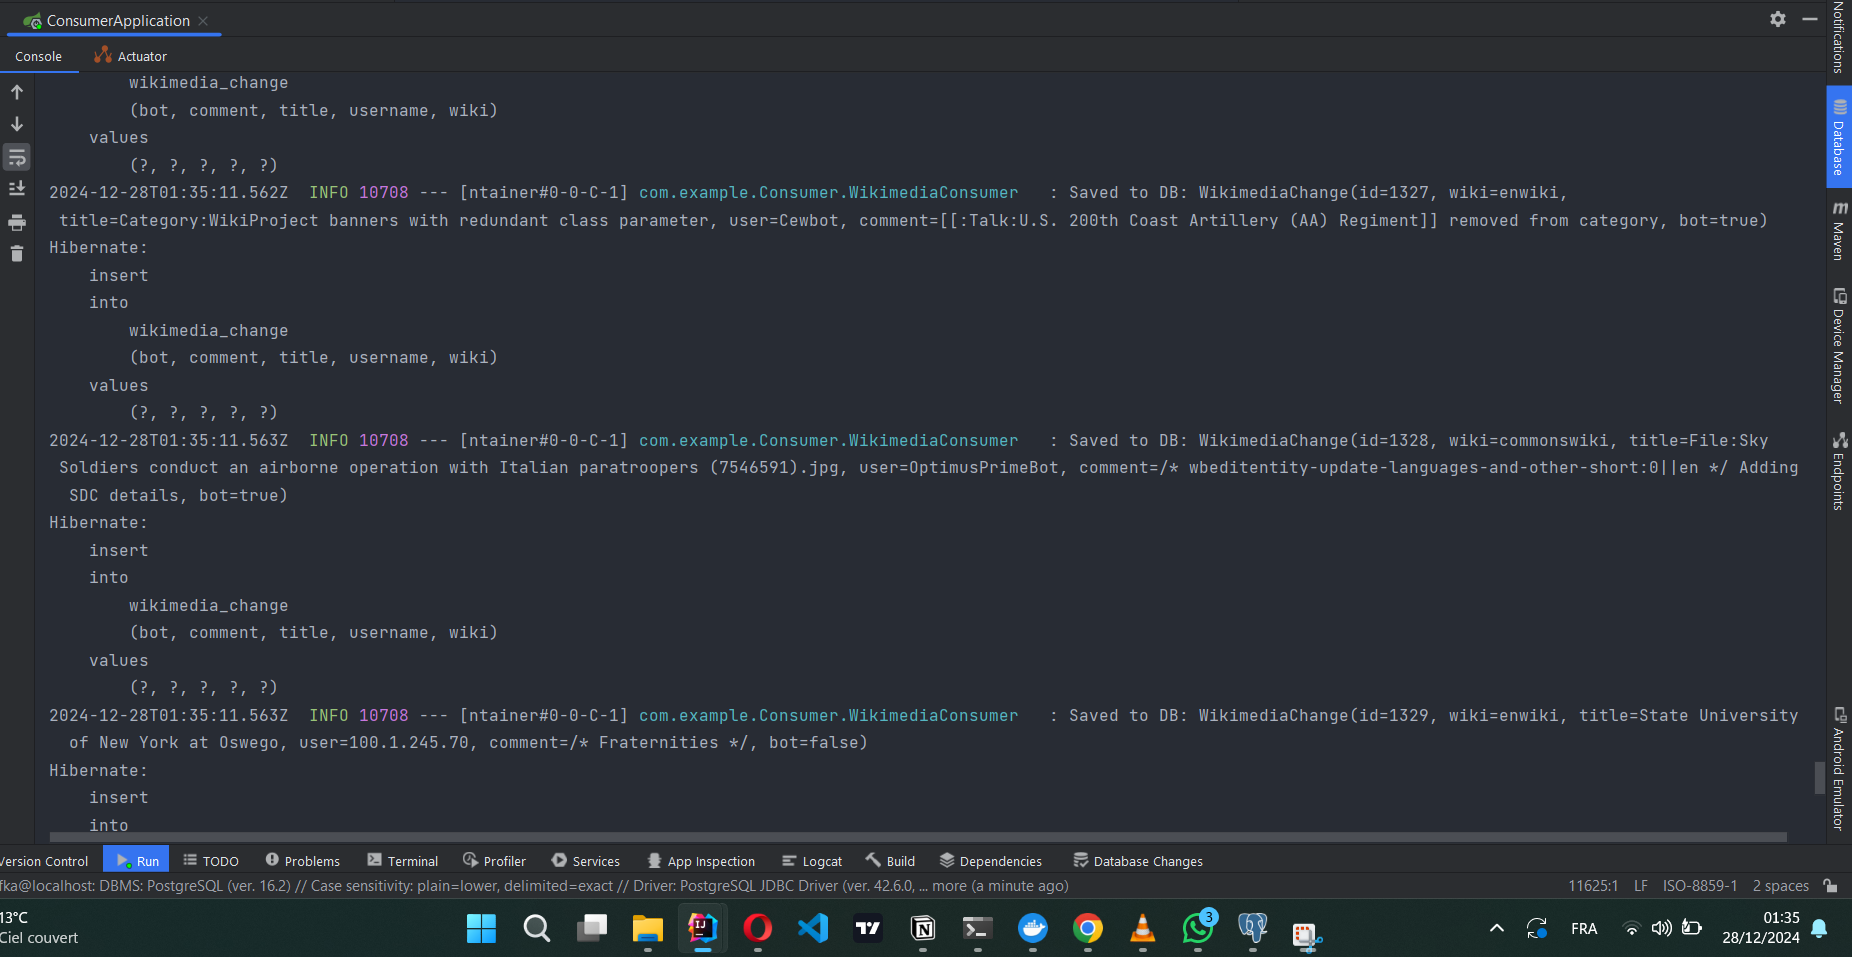 ConsumerApplication
Console
Actuator
wikimedia_change
(bot, comment, title, username, wiki)
values
(?, ?, ?, ?, ?)
2024-12-28T01:35:11.562Z  INFO 10708 --- [ntainer#0-0-C-1] com.example.Consumer.WikimediaConsumer   : Saved to DB: WikimediaChange(id=1327, wiki=enwiki,
title=Category:WikiProject banners with redundant class parameter, user=Cewbot, comment=[[:Talk:U.S. 200th Coast Artillery (AA) Regiment]] removed from category, bot=true)
Hibernate:
insert
into
wikimedia_change
(bot, comment, title, username, wiki)
values
(?, ?, ?, ?, ?)
2024-12-28T01:35:11.563Z  INFO 10708 --- [ntainer#0-0-C-1] com.example.Consumer.WikimediaConsumer   : Saved to DB: WikimediaChange(id=1328, wiki=commonswiki, title=File:Sky
Soldiers conduct an airborne operation with Italian paratroopers (7546591).jpg, user=OptimusPrimeBot, comment=/* wbeditentity-update-languages-and-other-short:0||en */ Adding
SDC details, bot=true)
Hibernate:
insert
into
wikimedia_change
(bot, comment, title, username, wiki)
values
(?, ?, ?, ?, ?)
2024-12-28T01:35:11.563Z  INFO 10708 --- [ntainer#0-0-C-1] com.example.Consumer.WikimediaConsumer   : Saved to DB: WikimediaChange(id=1329, wiki=enwiki, title=State University
of New York at Oswego, user=100.1.245.70, comment=/* Fraternities */, bot=false)
Hibernate:
insert
into
Notifications
Database
m Maven
Device Manager
Endpoints
Android Emulator
Version Control
Run
TODO
Problems
Terminal
Profiler
Services
App Inspection
Logcat
Build
Dependencies
Database Changes
fka@localhost: DBMS: PostgreSQL (ver. 16.2) // Case sensitivity: plain=lower, delimited=exact // Driver: PostgreSQL JDBC Driver (ver. 42.6.0, ... more (a minute ago)
11625:1
LF
ISO-8859-1
2 spaces
13°C
Ciel couvert
IJ
3
FRA
01:35
28/12/2024